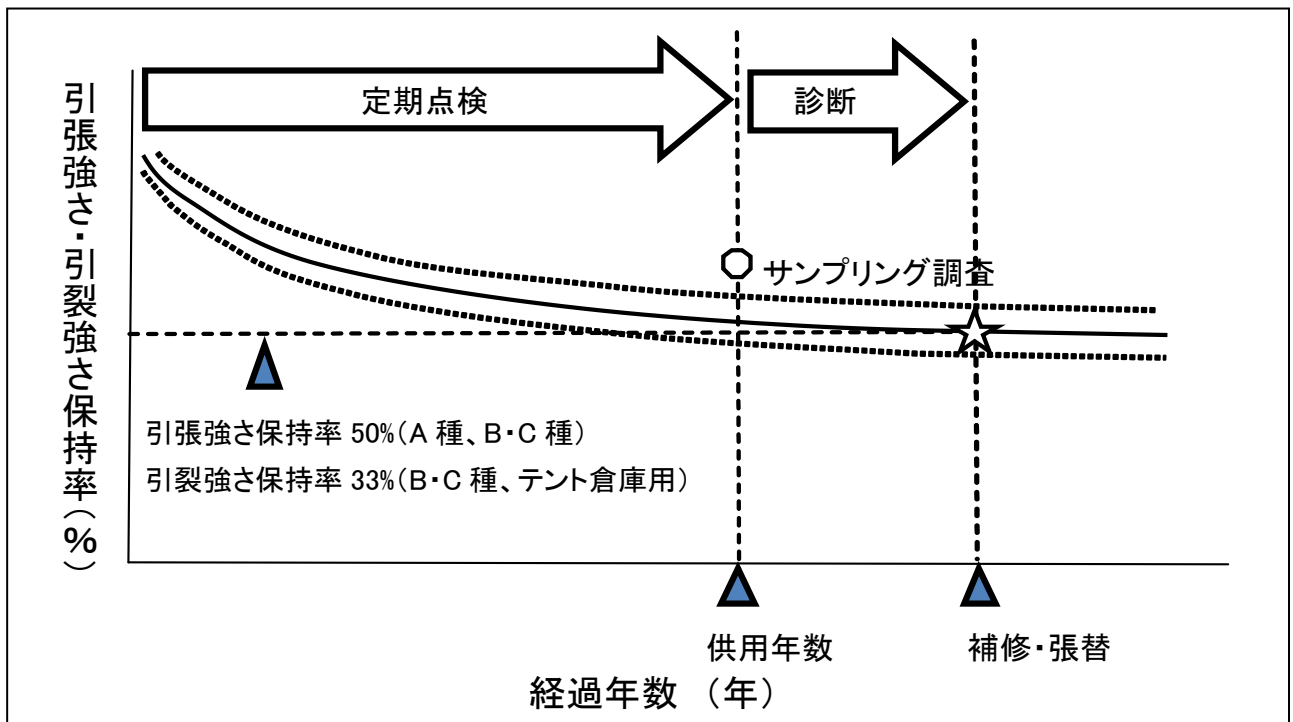 定期点検
診断
引張強さ・引裂強さ保持率(%)
サンプリング調査
引張強さ保持率 50%(A 種、B・C 種)
引裂強さ保持率 33%(B・C 種、テント倉庫用)
供用年数
補修・張替
経過年数 (年)